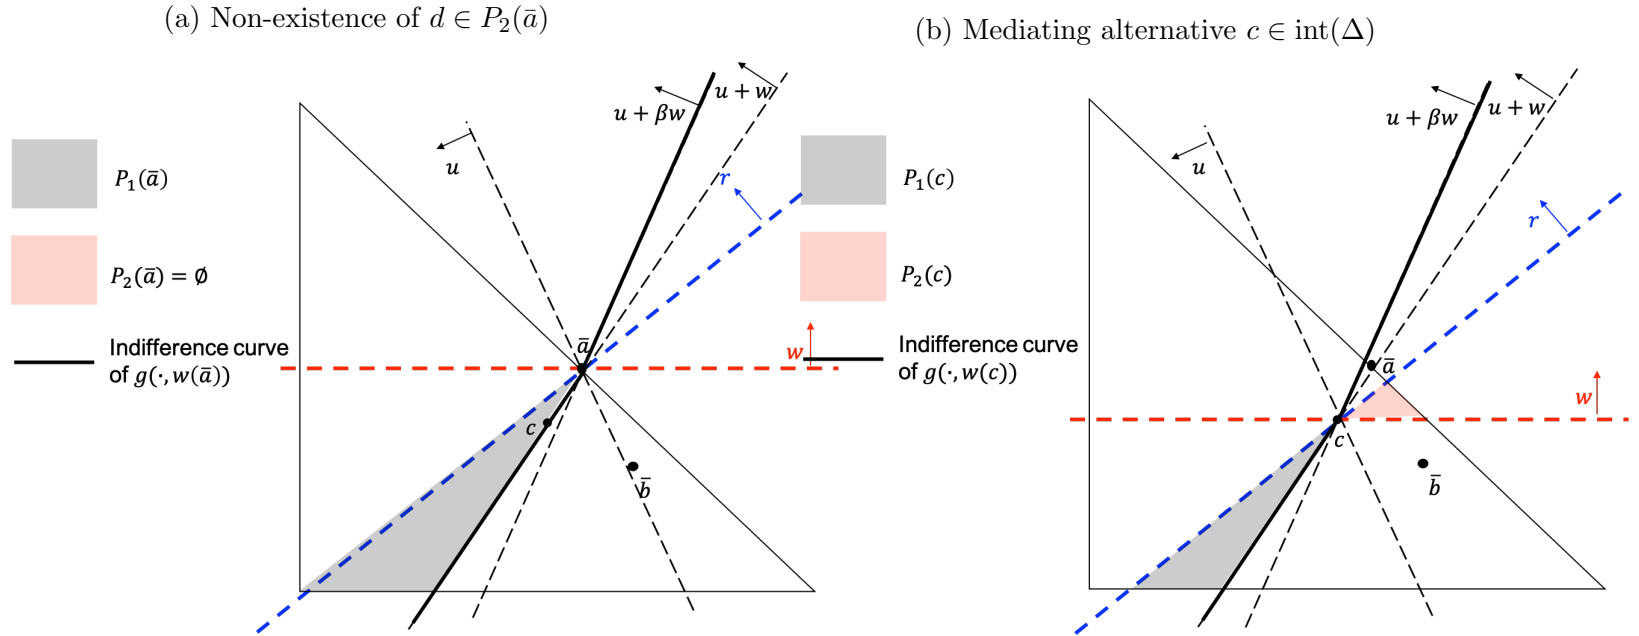 (a) Non-existence of d ∈ P₂(ā)
u + w
u + βw
u
r
P₁(ā)
P₂(ā) = ∅
Indifference curve
of g(·, w(ā))
ā
w
c
b̄
(b) Mediating alternative c ∈ int(Δ)
u + w
u + βw
u
r
P₁(c)
P₂(c)
Indifference curve
of g(·, w(c))
ā
w
c
b̄